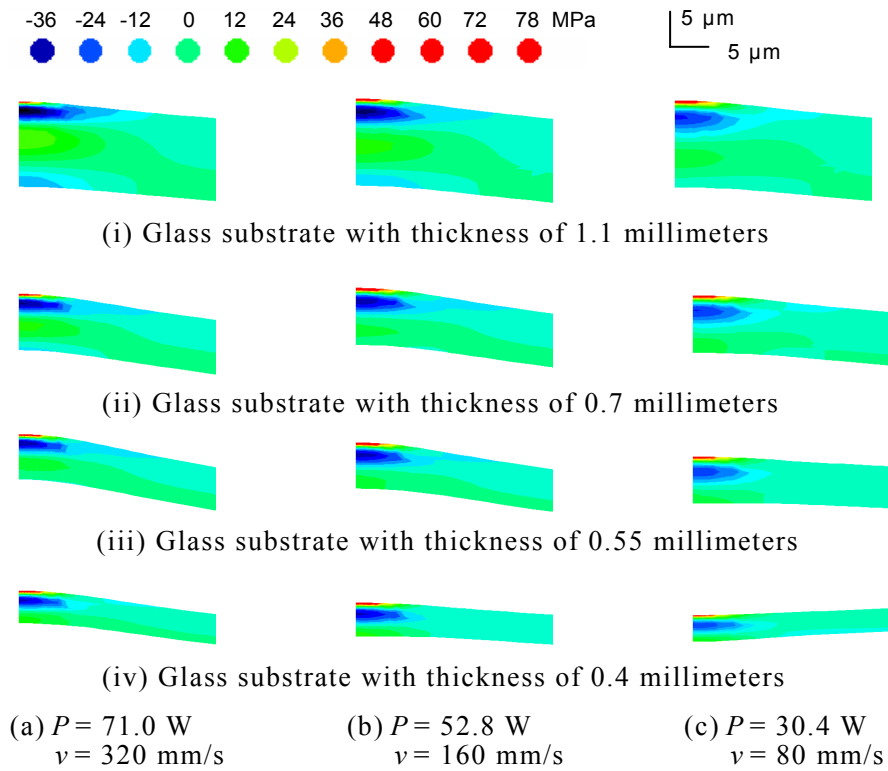 -36 -24 -12 0 12 24 36 48 60 72 78 MPa
5 μm
5 μm
(i) Glass substrate with thickness of 1.1 millimeters
(ii) Glass substrate with thickness of 0.7 millimeters
(iii) Glass substrate with thickness of 0.55 millimeters
(iv) Glass substrate with thickness of 0.4 millimeters
(a) P = 71.0 W (b) P = 52.8 W (c) P = 30.4 W
v = 320 mm/s v = 160 mm/s v = 80 mm/s